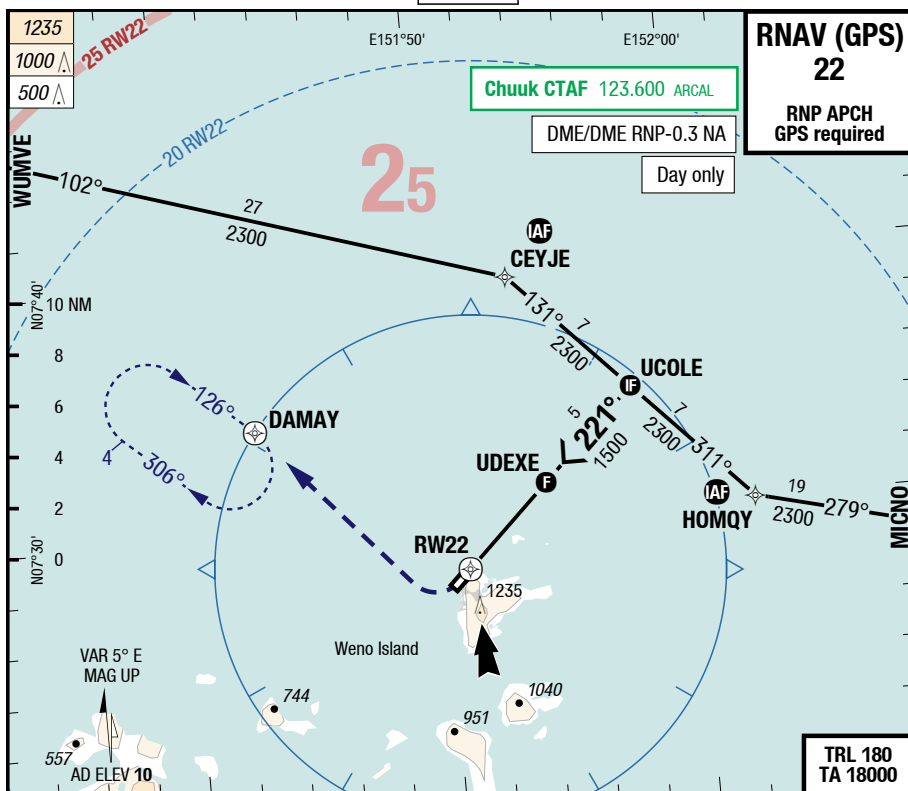 1235
1000
500
25 RW22
20 RW22
E151°50'
E152°00'
RNAV (GPS)
22
RNP APCH
GPS required
Chuuk CTAF 123.600 ARCAL
DME/DME RNP-0.3 NA
Day only
25
WUMVE
102°
27
2300
IAF
CEYJE
131°
7
2300
N07°40'
10 NM
8
6
4
2
0
N07°30'
UCOLE
IF
7
2300
311°
5
221°
1500
UDEXE
F
IAF
HOMQY
19
2300
279°
MICNO
126°
DAMAY
4
306°
RW22
1235
Weno Island
VAR 5° E
MAG UP
744
1040
951
557
AD ELEV 10
TRL 180
TA 18000